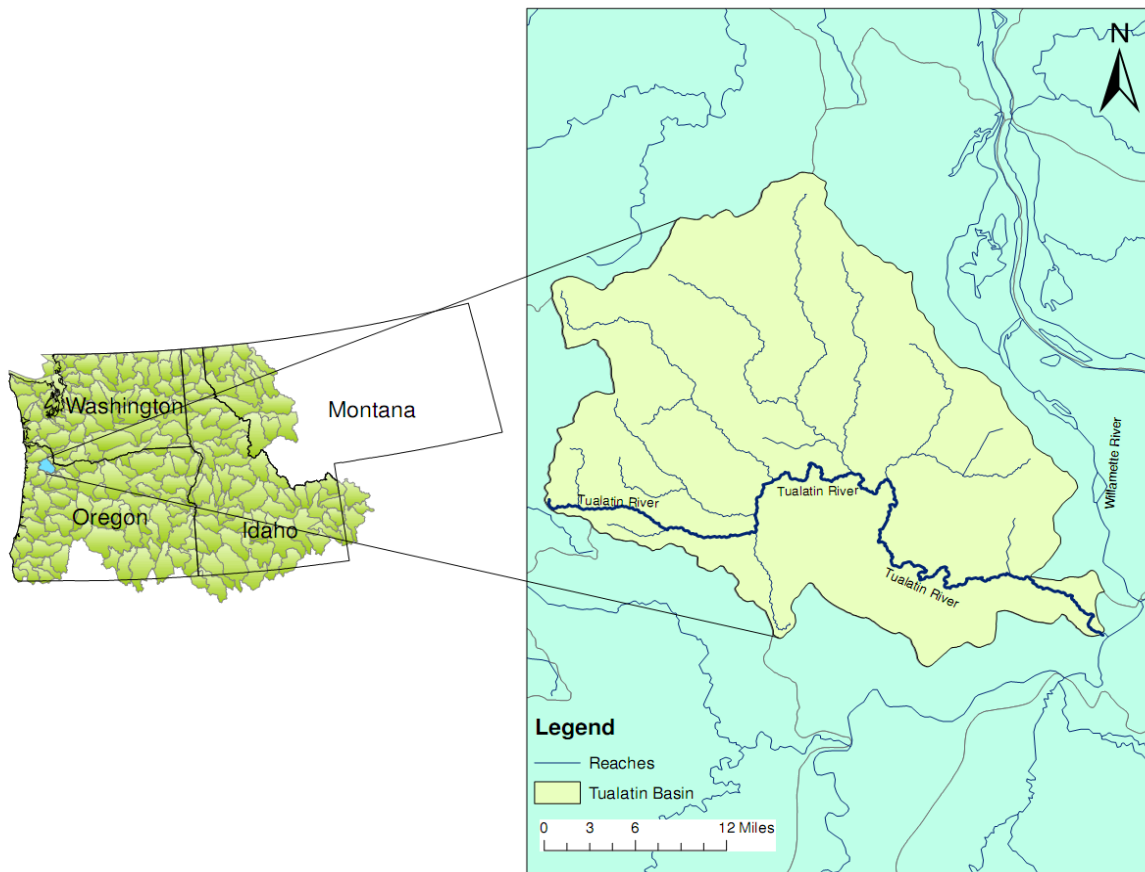 N
Washington
Montana
Oregon
Idaho
Willamette River
Tualatin River
Tualatin River
Tualatin River
Legend
Reaches
Tualatin Basin
0 3 6 12 Miles